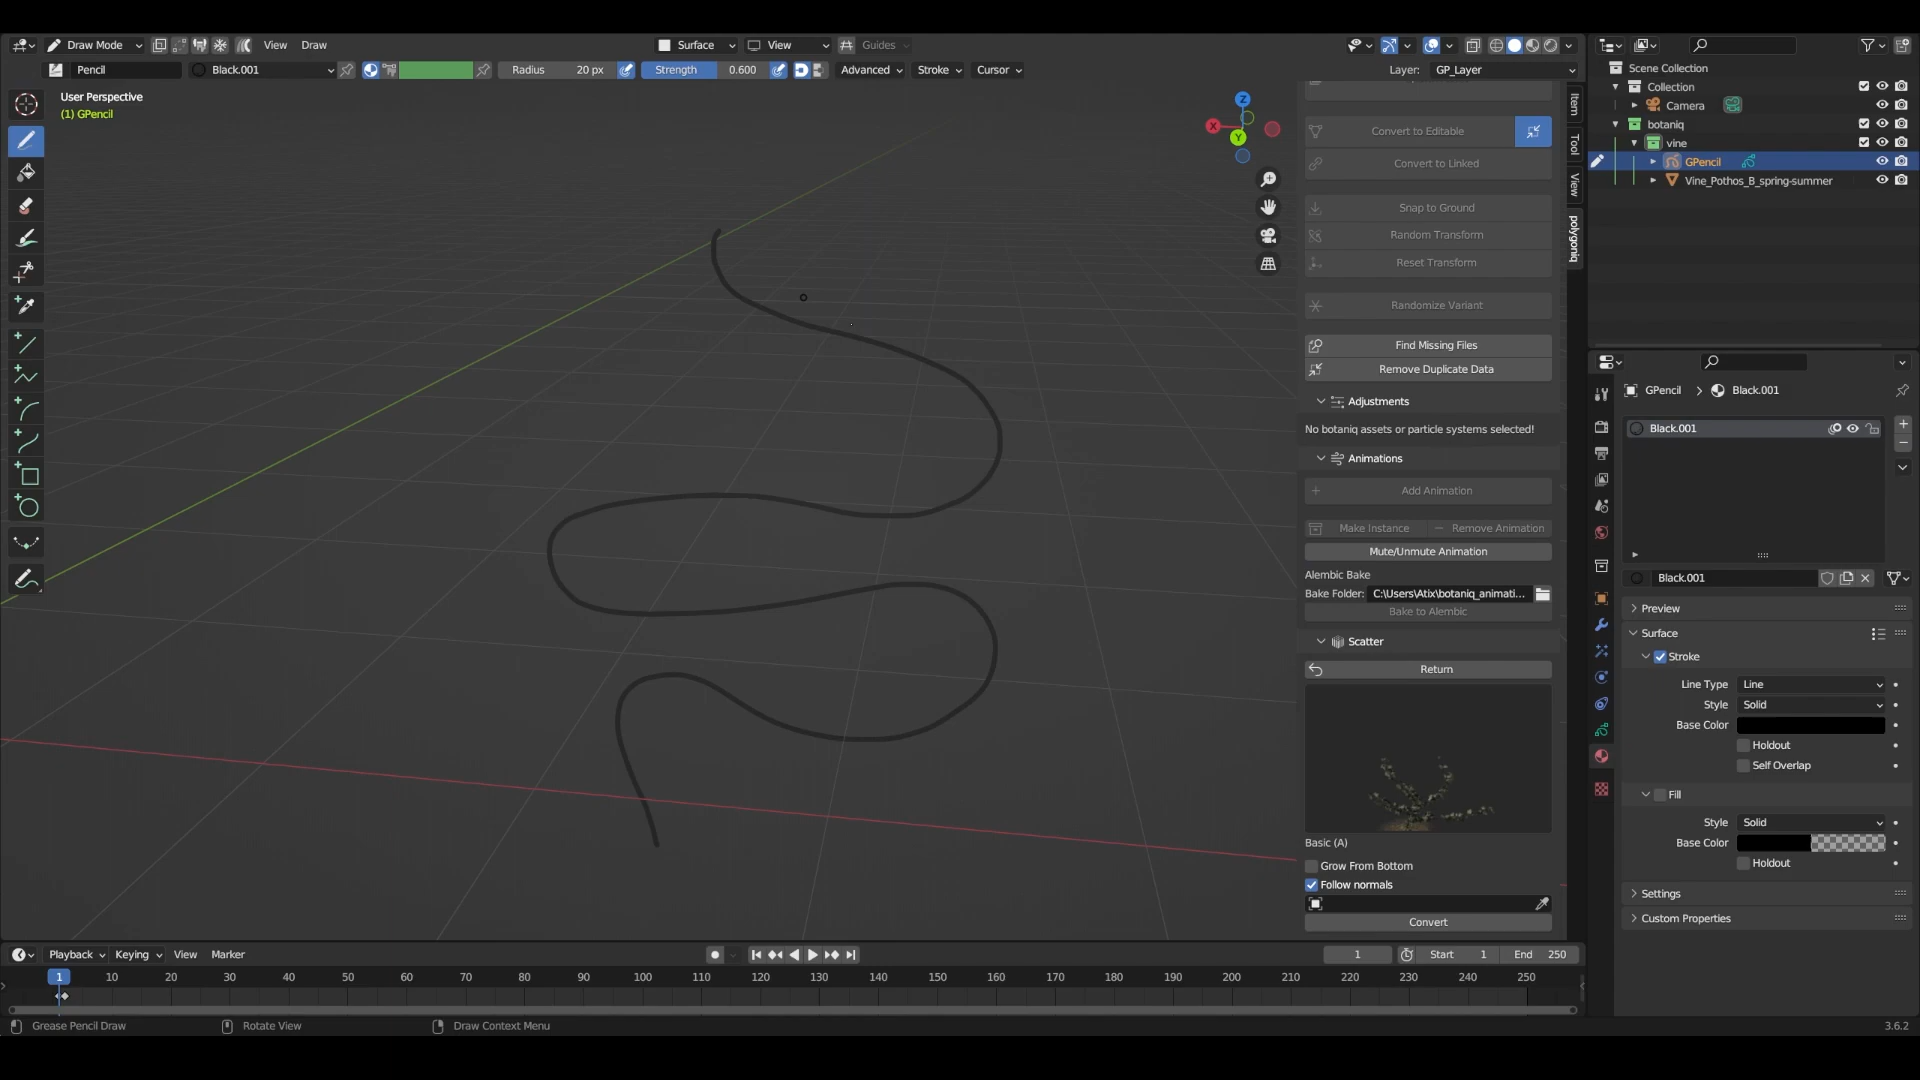 Draw Mode View Draw Surface View Guides
Pencil Black.001 Radius 20 px Strength 0.600 Advanced Stroke Cursor Layer: GP_Layer
User Perspective
(1) GPencil
X
Y
Z
Convert to Editable
Convert to Linked
Snap to Ground
Random Transform
Reset Transform
Randomize Variant
Find Missing Files
Remove Duplicate Data
Adjustments
No botaniq assets or particle systems selected!
Animations
Add Animation
Make Instance Remove Animation
Mute/Unmute Animation
Alembic Bake
Bake Folder: C:\Users\Atix\botaniq_animati...
Bake to Alembic
Scatter
Return
Basic (A)
Grow From Bottom
Follow normals
Convert
Item
Tool
View
polygoniq
Scene Collection
Collection
Camera
botaniq
vine
GPencil
Vine_Pothos_B_spring-summer
GPencil > Black.001
Black.001
Black.001
Preview
Surface
Stroke
Line Type Line
Style Solid
Base Color
Holdout
Self Overlap
Fill
Style Solid
Base Color
Holdout
Settings
Custom Properties
Playback Keying View Marker 1 Start 1 End 250
1 10 20 30 40 50 60 70 80 90 100 110 120 130 140 150 160 170 180 190 200 210 220 230 240 250
Grease Pencil Draw Rotate View Draw Context Menu 3.6.2